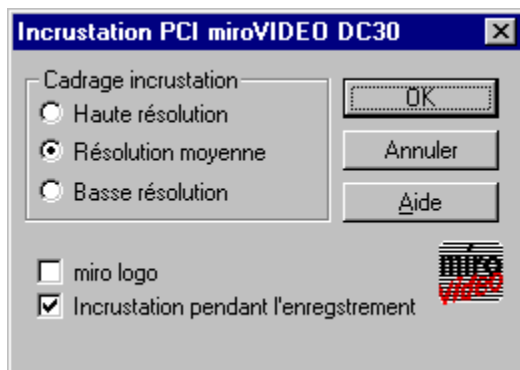 Incrustation PCI miroVIDEO DC30
Cadrage incrustation
Haute résolution
Résolution moyenne
Basse résolution
OK
Annuler
Aide
miro logo
Incrustation pendant l'enregstrement
miro
video